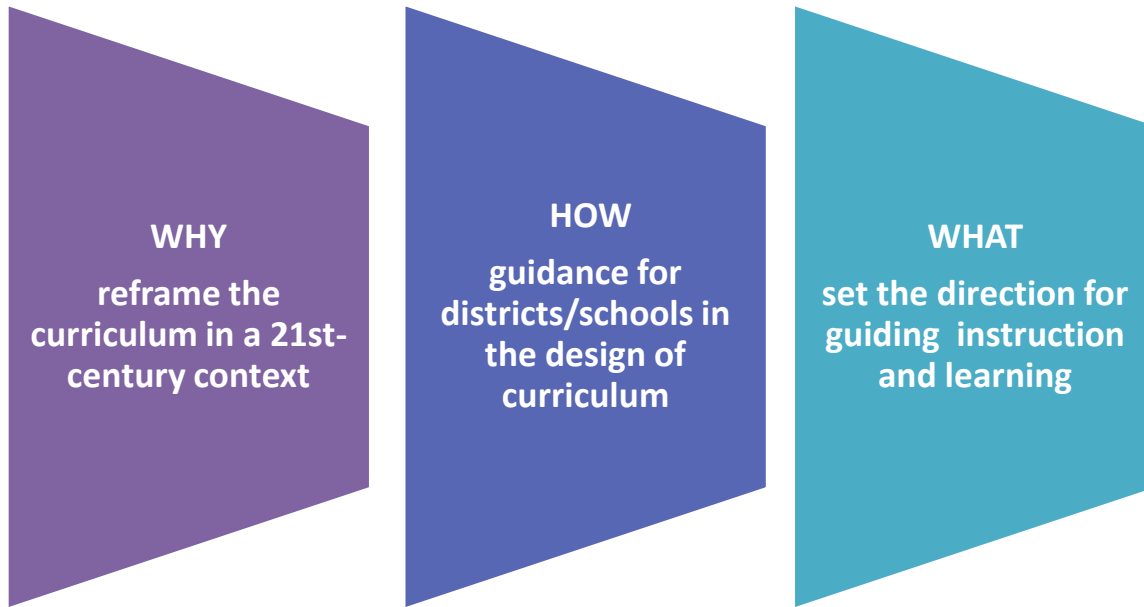 WHY
reframe the
curriculum in a 21st-
century context
HOW
guidance for
districts/schools in
the design of
curriculum
WHAT
set the direction for
guiding  instruction
and learning